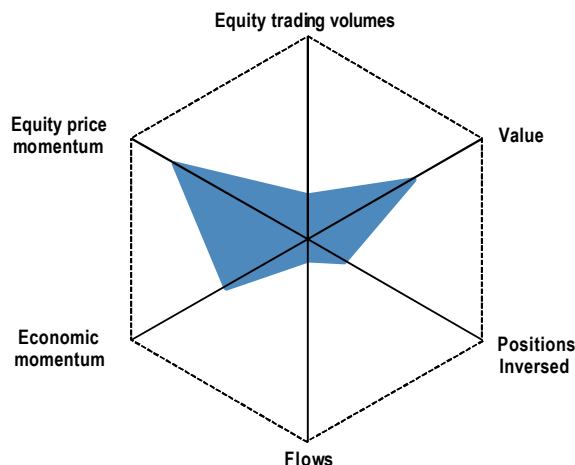 Equity trading volumes
Equity price
momentum
Value
Economic
momentum
Positions
Inversed
Flows